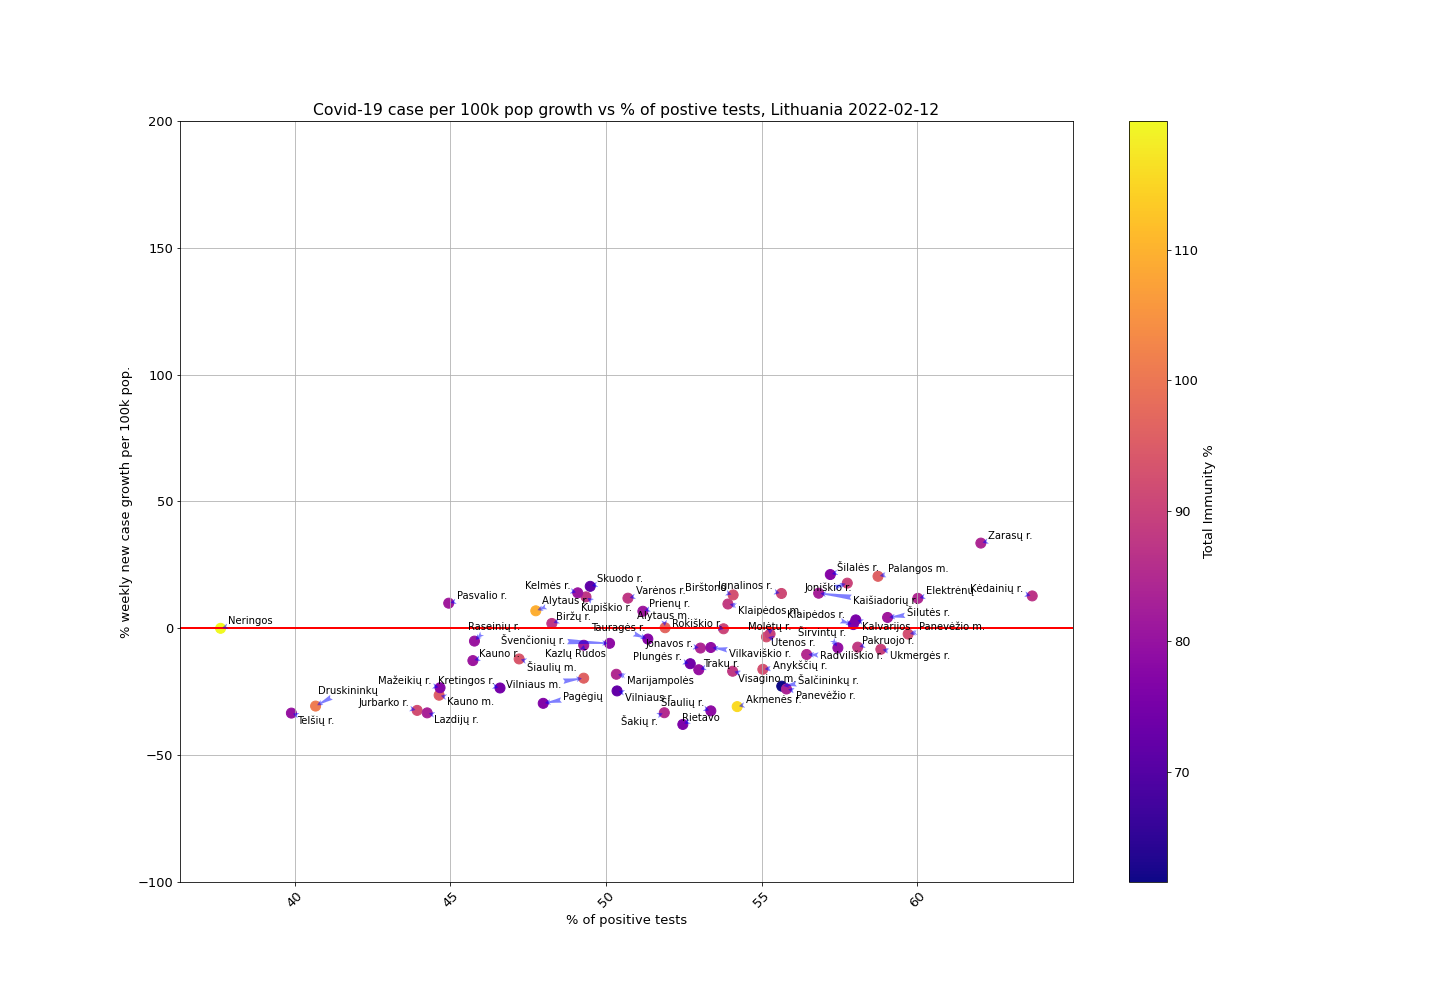 Covid-19 case per 100k pop growth vs % of postive tests, Lithuania 2022-02-12
200
150
100
50
0
−50
−100
% weekly new case growth per 100k pop.
40
45
50
55
60
% of positive tests
110
100
90
80
70
Total Immunity %
Zarasų r.
Šilalės r.
Palangos m.
Skuodo r.
Kelmės r.
Varėnos r.
Birštono
Ignalinos r.
Joniškio r.
Elektrėnų
Kėdainių r.
Pasvalio r.
Alytaus r.
Kupiškio r.
Prienų r.
Kaišiadorių r.
Klaipėdos m.
Klaipėdos r.
Šilutės r.
Neringos
Biržų r.
Alytaus m.
Rokiškio r.
Raseinių r.
Tauragės r.
Molėtų r.
Kalvarijos
Panevėžio m.
Širvintų r.
Švenčionių r.
Jonavos r.
Utenos r.
Pakruojo r.
Kauno r.
Kazlų Rūdos
Plungės r.
Vilkaviškio r.
Radviliškio r.
Ukmergės r.
Šiaulių m.
Trakų r.
Anykščių r.
Mažeikių r.
Kretingos r.
Vilniaus m.
Marijampolės
Visagino m.
Šalčininkų r.
Druskininkų
Pagėgių
Vilniaus r.
Panevėžio r.
Jurbarko r.
Kauno m.
Šiaulių r.
Akmenės r.
Telšių r.
Lazdijų r.
Šakių r.
Rietavo